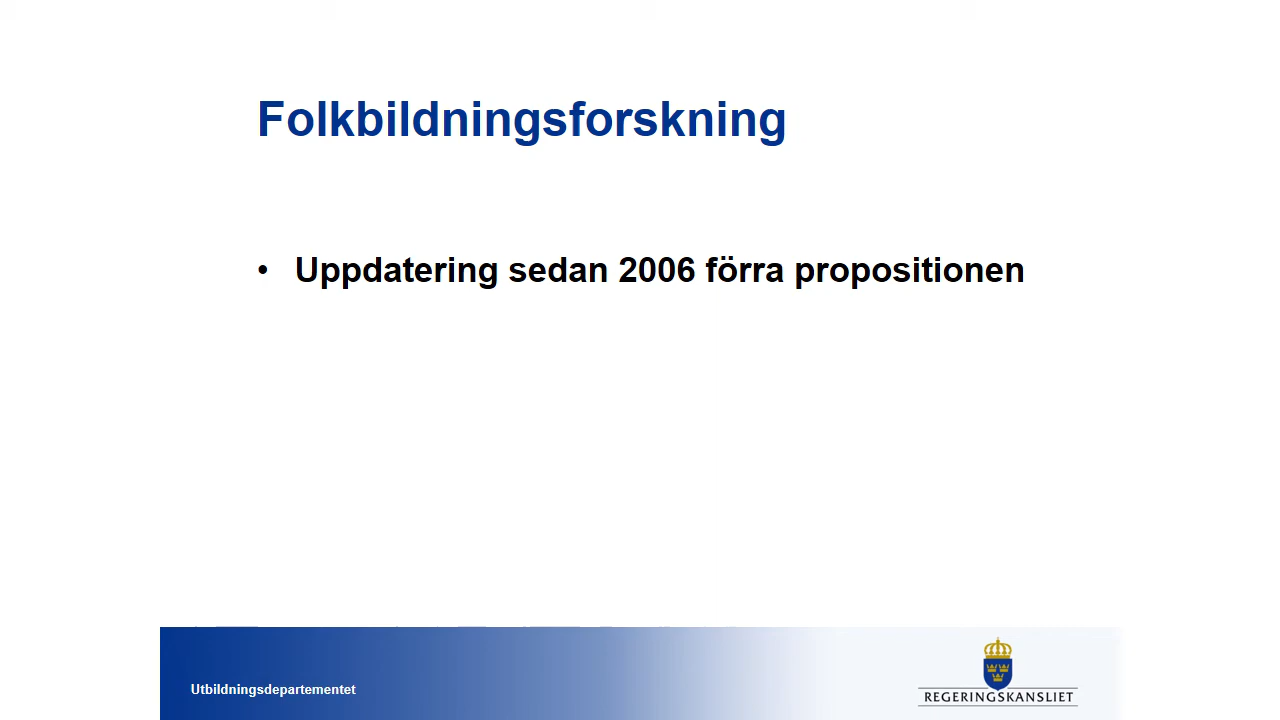 Folkbildningsforskning
• Uppdatering sedan 2006 förra propositionen
Utbildningsdepartementet
REGERINGSKANSLIET